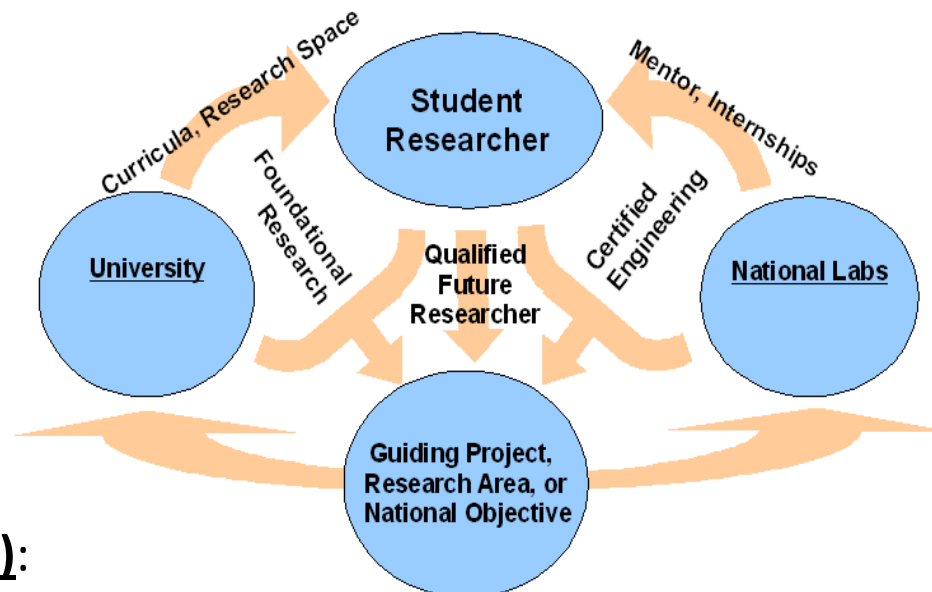 Curricula, Research Space
Mentor, Internships
Student
Researcher
Foundational
Research
Certified
Engineering
University
Qualified
Future
Researcher
National Labs
Guiding Project,
Research Area, or
National Objective
):